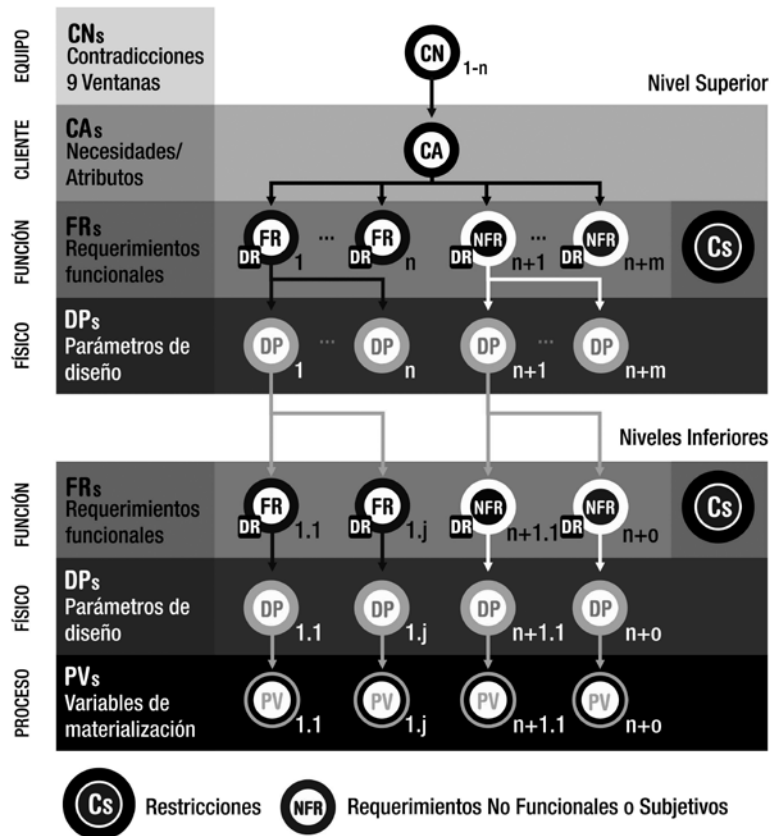 EQUIPO
CNs
Contradicciones
9 Ventanas
CN
1-n
Nivel Superior
CLIENTE
CAs
Necesidades/
Atributos
CA
FUNCIÓN
FRs
Requerimientos
funcionales
FR DR 1 ... FR DR n NFR DR n+1 ... NFR DR n+m
Cs
FÍSICO
DPs
Parámetros de
diseño
DP 1 ... DP n DP n+1 ... DP n+m
Niveles Inferiores
FUNCIÓN
FRs
Requerimientos
funcionales
FR DR 1.1 FR DR 1.j NFR DR n+1.1 NFR DR n+o
Cs
FÍSICO
DPs
Parámetros de
diseño
DP 1.1 DP 1.j DP n+1.1 DP n+o
PROCESO
PVs
Variables de
materialización
PV 1.1 PV 1.j PV n+1.1 PV n+o
Cs Restricciones
NFR Requerimientos No Funcionales o Subjetivos